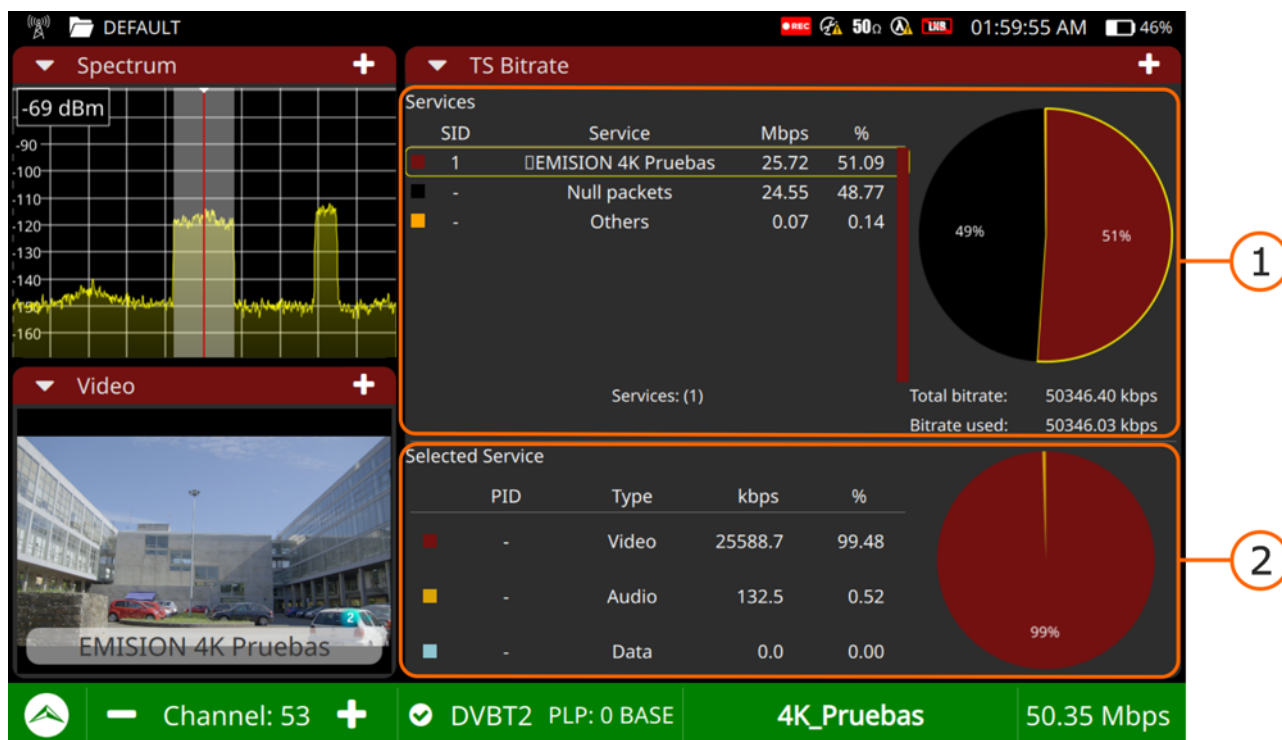 DEFAULT
REC 50Ω LNB 01:59:55 AM 46%
Spectrum +
-69 dBm
-90
-100
-110
-120
-130
-140
-150
-160
Video +
EMISION 4K Pruebas
2
TS Bitrate +
Services
SID Service Mbps %
1 ▯EMISION 4K Pruebas 25.72 51.09
- Null packets 24.55 48.77
- Others 0.07 0.14
49% 51%
Services: (1)
Total bitrate: 50346.40 kbps
Bitrate used: 50346.03 kbps
1
Selected Service
PID Type kbps %
- Video 25588.7 99.48
- Audio 132.5 0.52
- Data 0.0 0.00
99%
2
− Channel: 53 + DVBT2 PLP: 0 BASE 4K_Pruebas 50.35 Mbps